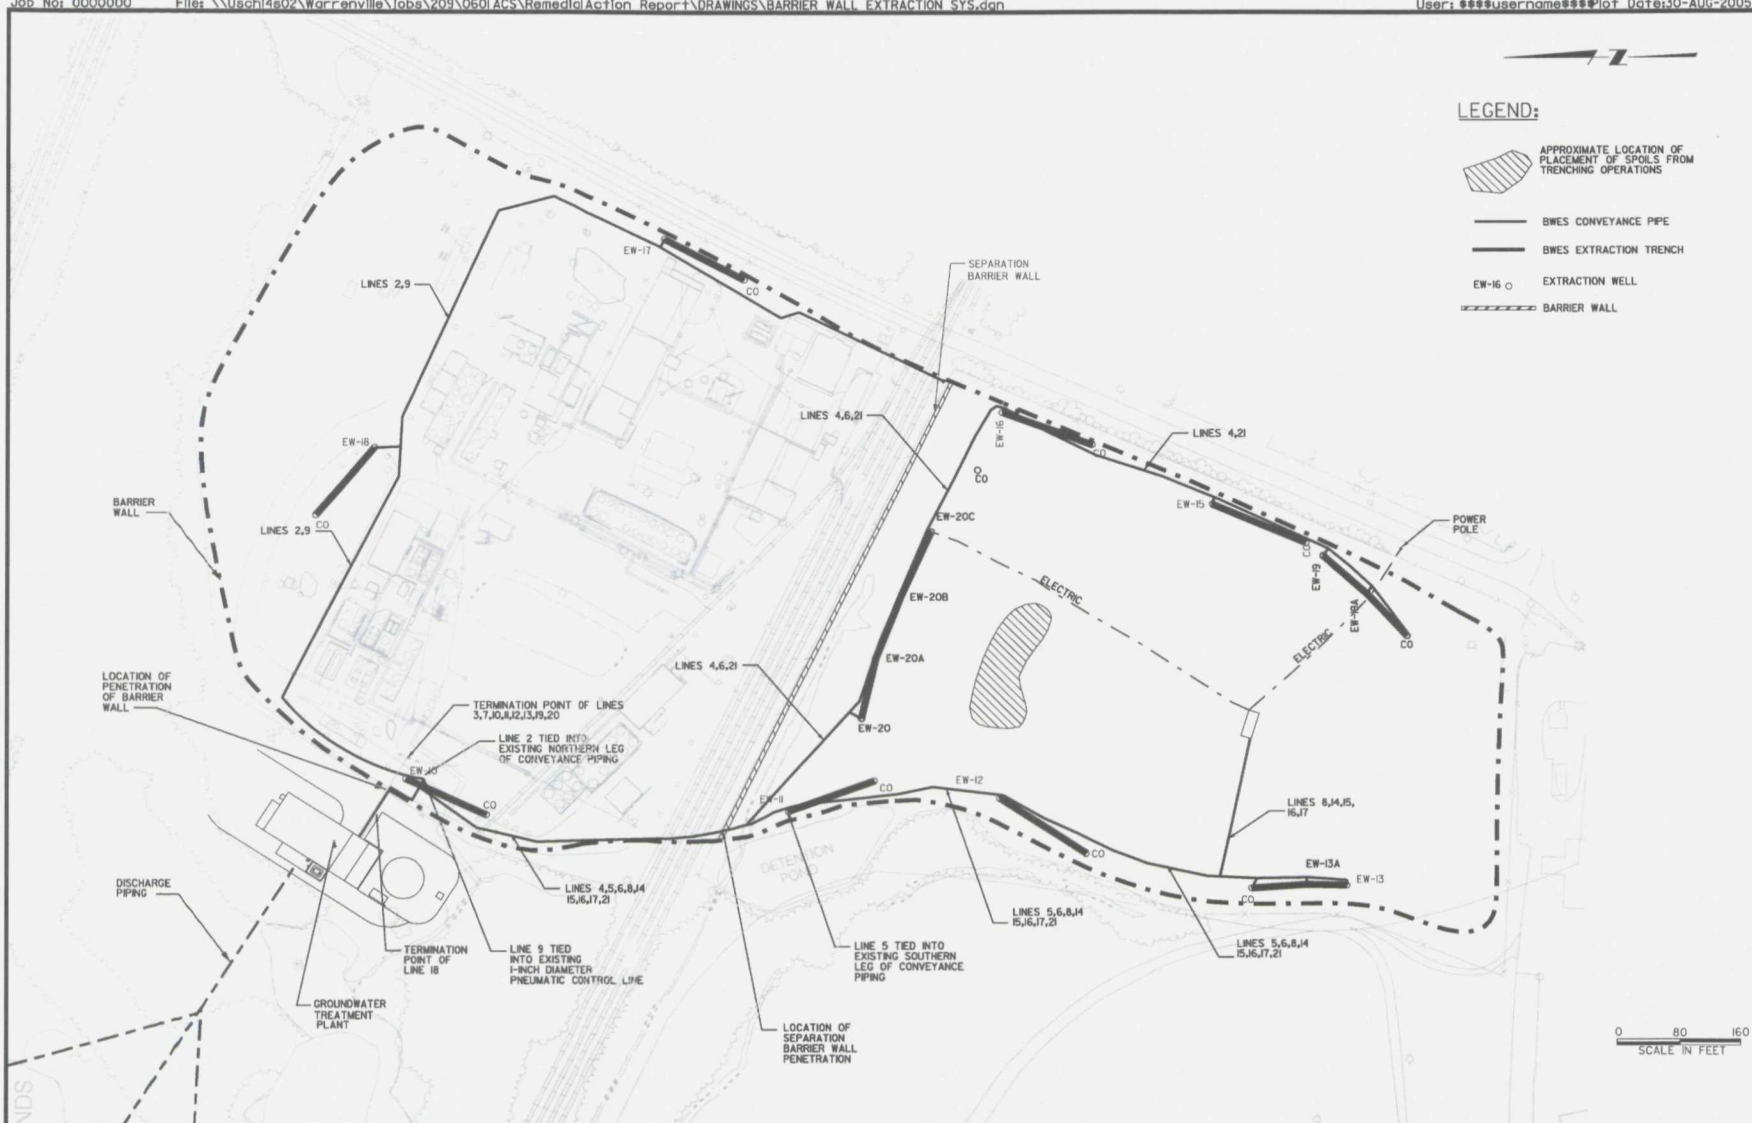 Job No: 0000000 File: \\Uschi4s02\Warrenville\jobs\209\0601 ACS\Remedial Action Report\DRAWINGS\BARRIER WALL EXTRACTION SYS.dgn User: $$$$username$$$$ Plot Date:30-AUG-2005
Z
LEGEND:
APPROXIMATE LOCATION OF
PLACEMENT OF SPOILS FROM
TRENCHING OPERATIONS
BWES CONVEYANCE PIPE
BWES EXTRACTION TRENCH
EW-16 EXTRACTION WELL
BARRIER WALL
EW-17
CO
LINES 2,9
SEPARATION
BARRIER WALL
LINES 4,6,21
EW-16
CO
LINES 4,21
EW-18
CO
CO
EW-15
CO
BARRIER
WALL
LINES 2,9
EW-20C
POWER
POLE
EW-19
ELECTRIC
EW-20B
EW-18A
CO
ELECTRIC
LINES 4,6,21
EW-20A
LOCATION OF
PENETRATION
OF BARRIER
WALL
TERMINATION POINT OF LINES
3,7,10,11,12,13,19,20
EW-20
LINE 2 TIED INTO
EXISTING NORTHERN LEG
OF CONVEYANCE PIPING
EW-10
CO
EW-11
CO
EW-12
CO
LINES 8,14,15,
16,17
EW-13A
EW-13
CO
DETENTION
POND
DISCHARGE
PIPING
LINES 4,5,6,8,14
15,16,17,21
LINES 5,6,8,14
15,16,17,21
LINES 5,6,8,14
15,16,17,21
TERMINATION
POINT OF
LINE 18
LINE 9 TIED
INTO EXISTING
1-INCH DIAMETER
PNEUMATIC CONTROL LINE
LINE 5 TIED INTO
EXISTING SOUTHERN
LEG OF CONVEYANCE
PIPING
GROUNDWATER
TREATMENT
PLANT
LOCATION OF
SEPARATION
BARRIER WALL
PENETRATION
0 80 160
SCALE IN FEET
NDS